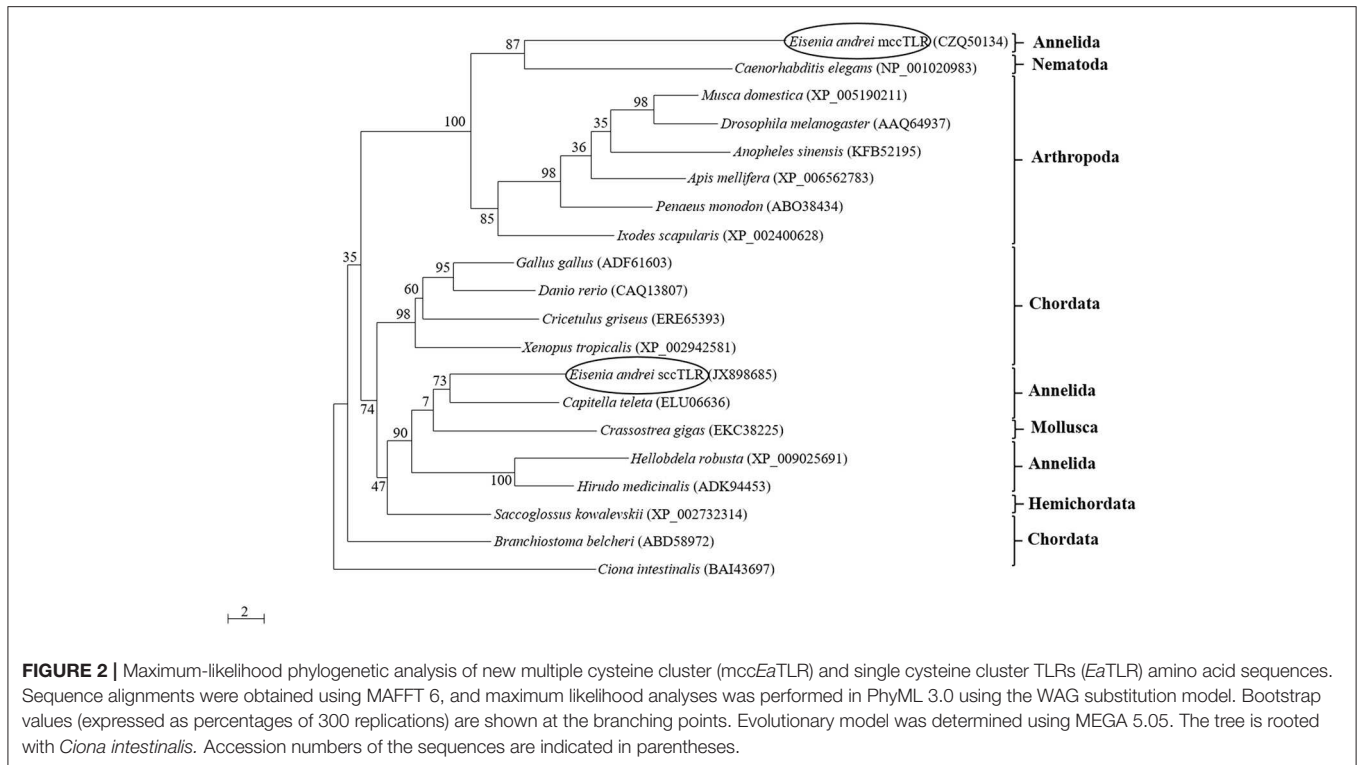 87
Eisenia andrei mccTLR (CZQ50134)
Annelida
Caenorhabditis elegans (NP_001020983)
Nematoda
Musca domestica (XP_005190211)
98
Drosophila melanogaster (AAQ64937)
35
100
Anopheles sinensis (KFB52195)
36
Arthropoda
Apis mellifera (XP_006562783)
98
Penaeus monodon (ABO38434)
85
Ixodes scapularis (XP_002400628)
35
Gallus gallus (ADF61603)
95
Danio rerio (CAQ13807)
60
Chordata
Cricetulus griseus (ERE65393)
98
Xenopus tropicalis (XP_002942581)
Eisenia andrei sccTLR (JX898685)
73
Annelida
Capitella teleta (ELU06636)
7
74
Crassostrea gigas (EKC38225)
Mollusca
90
Hellobdela robusta (XP_009025691)
Annelida
100
Hirudo medicinalis (ADK94453)
47
Saccoglossus kowalevskii (XP_002732314)
Hemichordata
Branchiostoma belcheri (ABD58972)
Chordata
Ciona intestinalis (BAI43697)
2
FIGURE 2 | Maximum-likelihood phylogenetic analysis of new multiple cysteine cluster (mccEaTLR) and single cysteine cluster TLRs (EaTLR) amino acid sequences.
Sequence alignments were obtained using MAFFT 6, and maximum likelihood analyses was performed in PhyML 3.0 using the WAG substitution model. Bootstrap
values (expressed as percentages of 300 replications) are shown at the branching points. Evolutionary model was determined using MEGA 5.05. The tree is rooted
with Ciona intestinalis. Accession numbers of the sequences are indicated in parentheses.